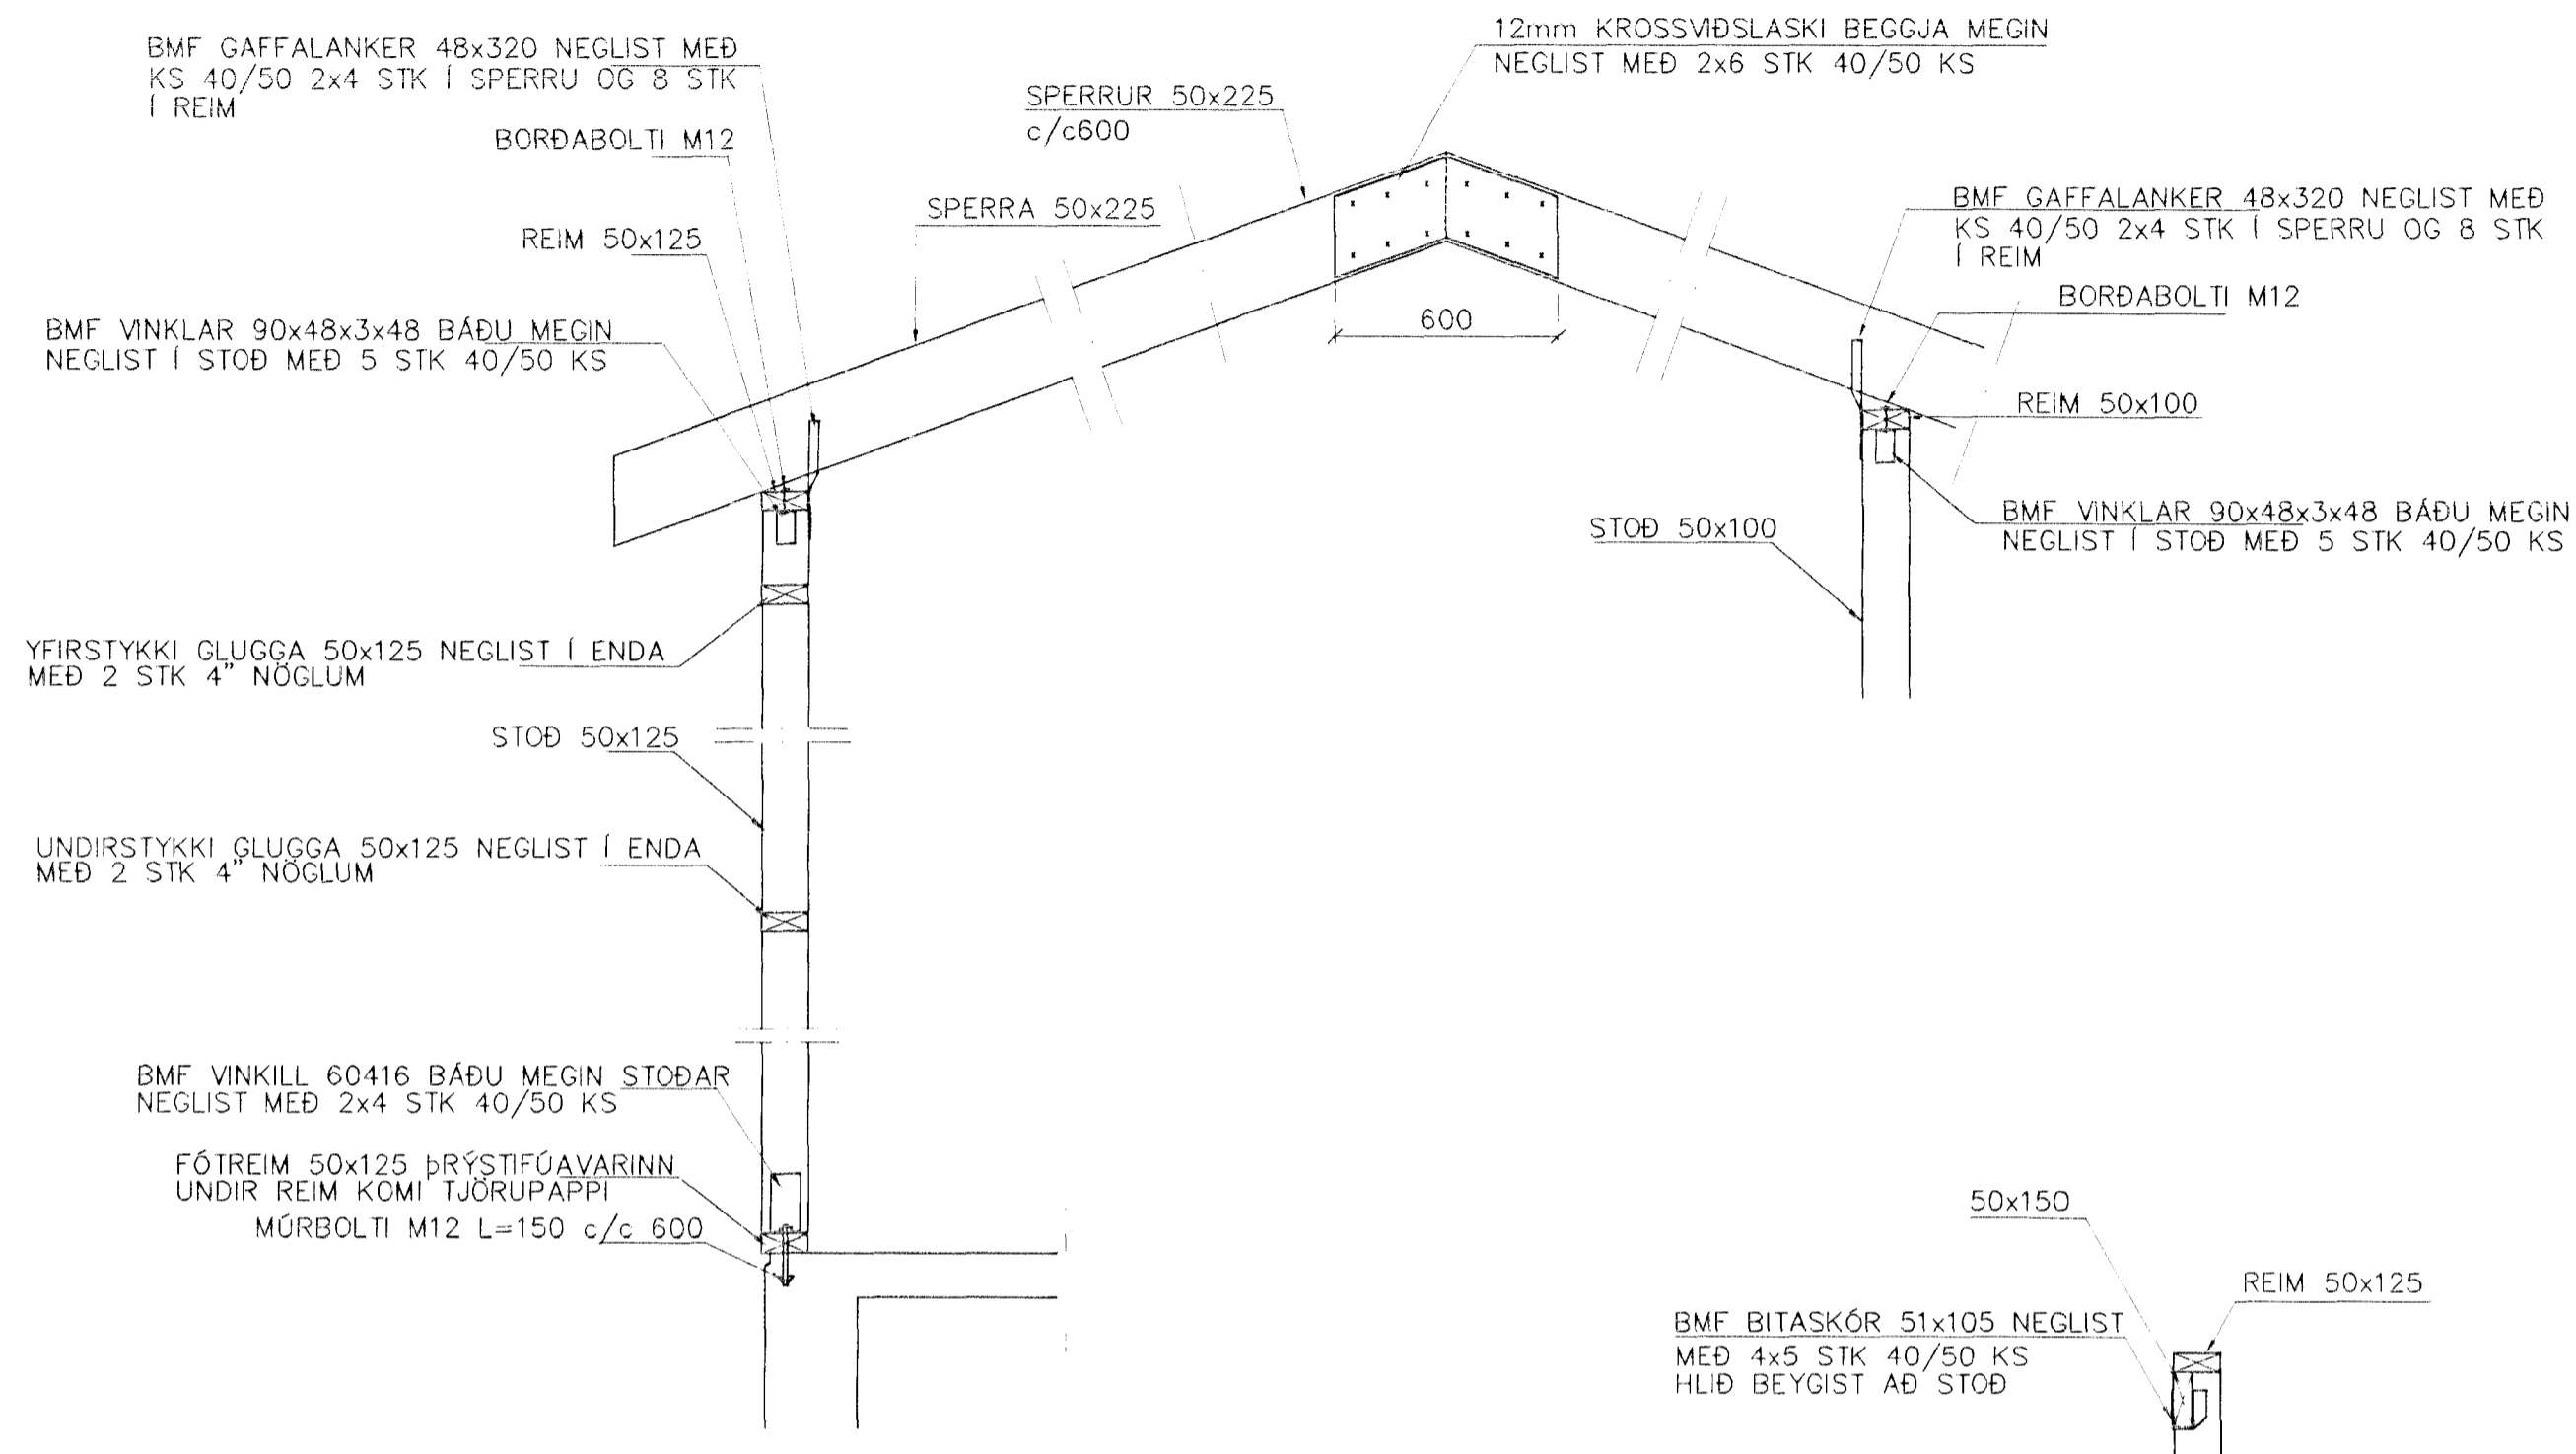 BMF GAFFALANKER 48x320 NEGLIST MEÐ
KS 40/50 2x4 STK Í SPERRU OG 8 STK
Í REIM
BORÐABOLTI M12
REIM 50x125
BMF VINKLAR 90x48x3x48 BÁÐU MEGIN
NEGLIST Í STOÐ MEÐ 5 STK 40/50 KS
SPERRA 50x225
SPERRUR 50x225
c/c600
12mm KROSSVIÐSLASKI BEGGJA MEGIN
NEGLIST MEÐ 2x6 STK 40/50 KS
600
BMF GAFFALANKER 48x320 NEGLIST MEÐ
KS 40/50 2x4 STK Í SPERRU OG 8 STK
Í REIM
BORÐABOLTI M12
REIM 50x100
BMF VINKLAR 90x48x3x48 BÁÐU MEGIN
NEGLIST Í STOÐ MEÐ 5 STK 40/50 KS
STOÐ 50x100
YFIRSTYKKI GLUGGA 50x125 NEGLIST Í ENDA
MEÐ 2 STK 4" NÖGLUM
STOÐ 50x125
UNDIRSTYKKI GLUGGA 50x125 NEGLIST Í ENDA
MEÐ 2 STK 4" NÖGLUM
BMF VINKILL 60416 BÁÐU MEGIN STOÐAR
NEGLIST MEÐ 2x4 STK 40/50 KS
FÓTREIM 50x125 ÞRÝSTIFÚAVARINN
UNDIR REIM KOMI TJÖRUPAPPI
MÚRBOLTI M12 L=150 c/c 600
50x150
REIM 50x125
BMF BITASKÓR 51x105 NEGLIST
MEÐ 4x5 STK 40/50 KS
HLIÐ BEYGIST AÐ STOÐ